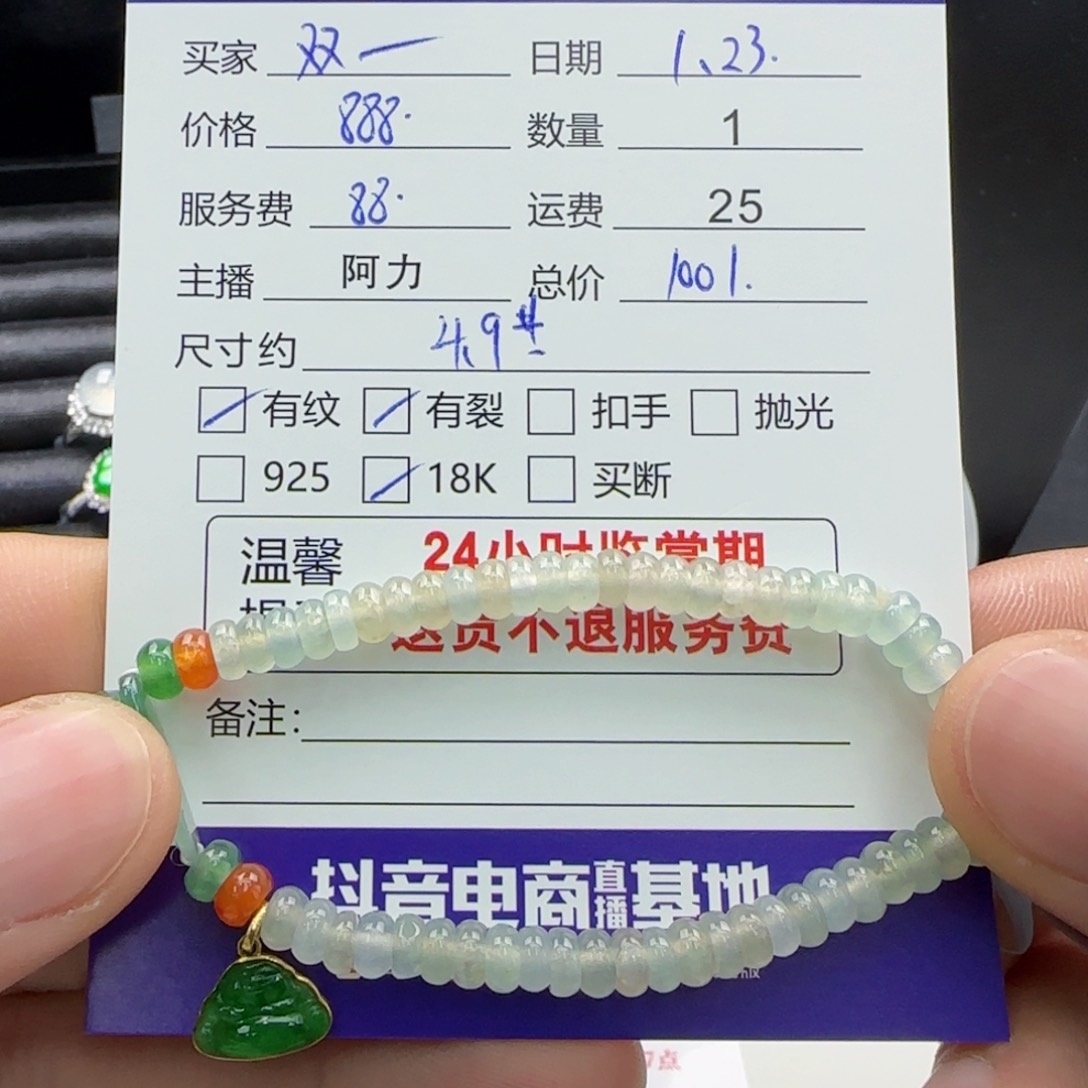 买家 双一 日期 1、23.
价格 888. 数量 1
服务费 88. 运费 25
主播 阿力 总价 1001.
尺寸约 4.9
有纹 有裂 扣手 抛光
925 18K 买断
温馨 24小时鉴赏期
退货不退服务费
备注:
抖音电商直播基地